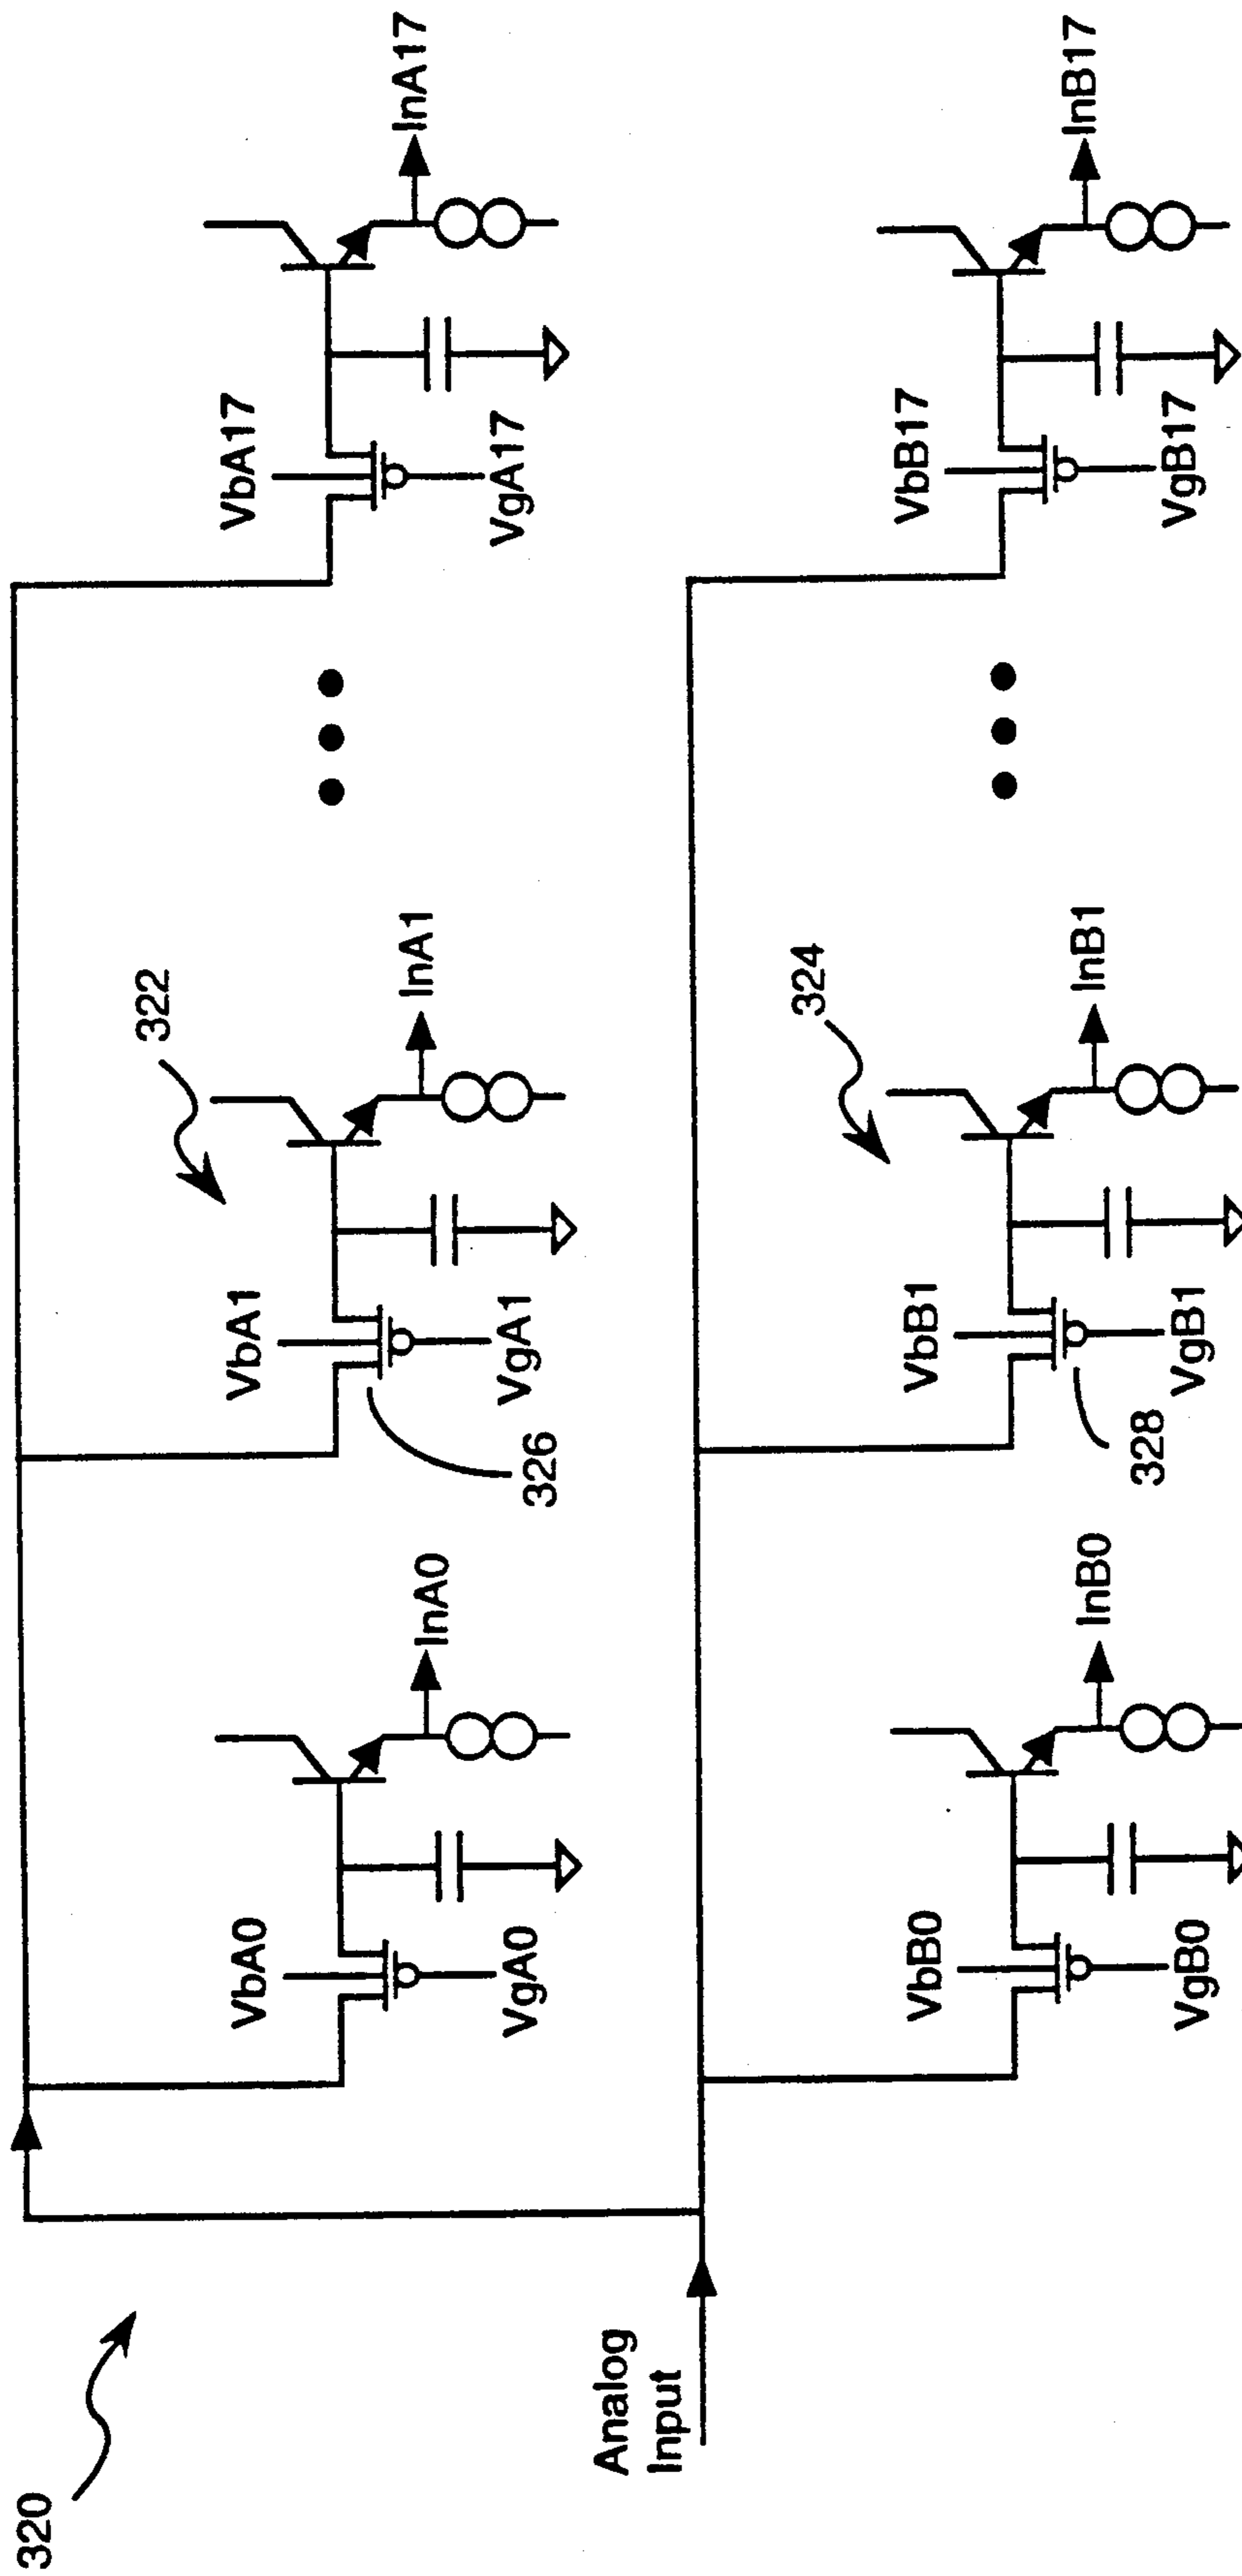 320
Analog
Input
VbA0
VgA0
InA0
322
VbA1
VgA1
326
InA1
VbA17
VgA17
InA17
VbB0
VgB0
InB0
324
VbB1
VgB1
328
InB1
VbB17
VgB17
InB17